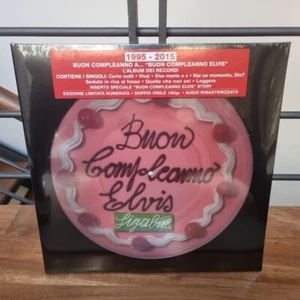 1995 - 2015
BUON COMPLEANNO A... "BUON COMPLEANNO ELVIS"
L'ALBUM DEI RECORD!
CONTIENE I SINGOLI: Certe notti • Vivo! • Vivo morto o x • Hai un momento, Dio?
Seduto in riva al fosso • Quella che non sei • Leggero
INSERTO SPECIALE "BUON COMPLEANNO ELVIS" STORY
EDIZIONE LIMITATA NUMERATA • DOPPIO VINILE 180gr. • AUDIO RIMASTERIZZATO
Buon
Compleanno
Elvis
Ligabue